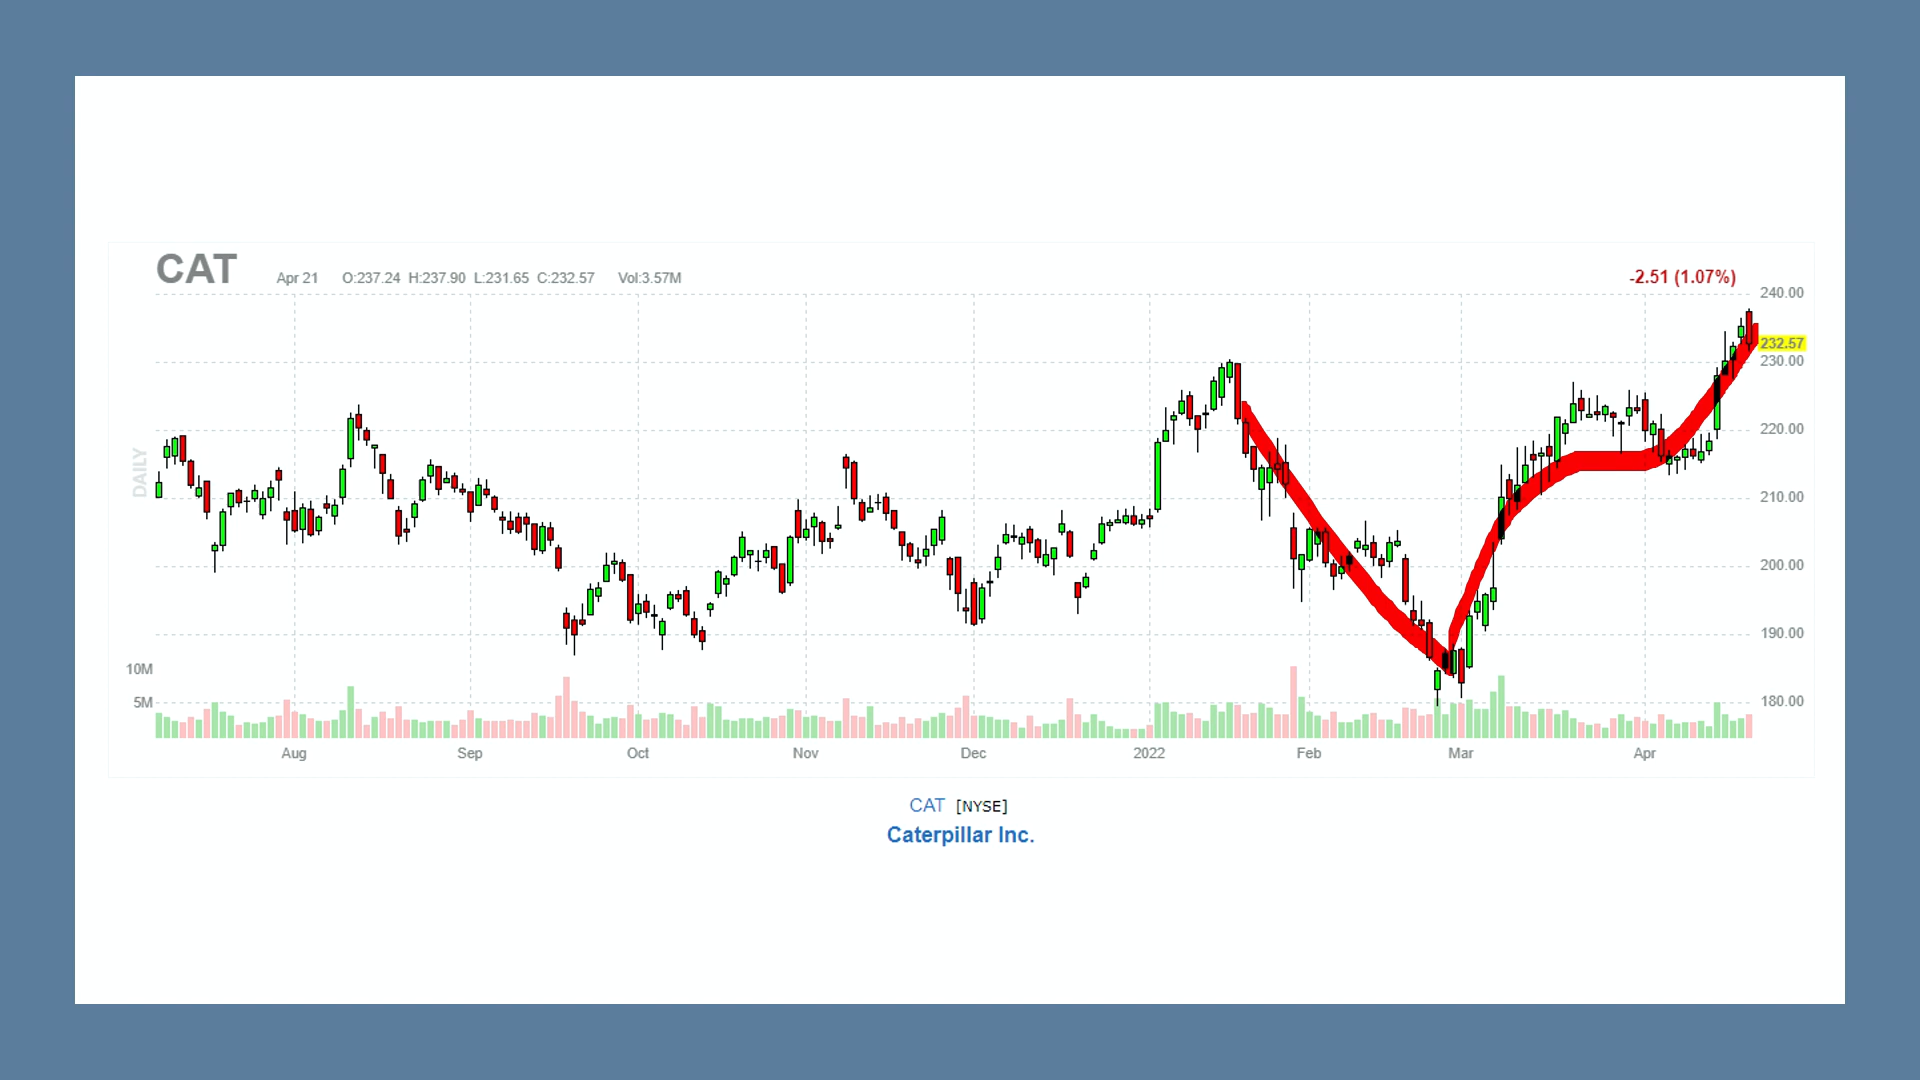 CAT Apr 21 O:237.24 H:237.90 L:231.65 C:232.57 Vol:3.57M -2.51 (1.07%)
240.00
232.57
230.00
220.00
DAILY
210.00
200.00
190.00
10M
5M
180.00
Aug Sep Oct Nov Dec 2022 Feb Mar Apr
CAT [NYSE]
Caterpillar Inc.